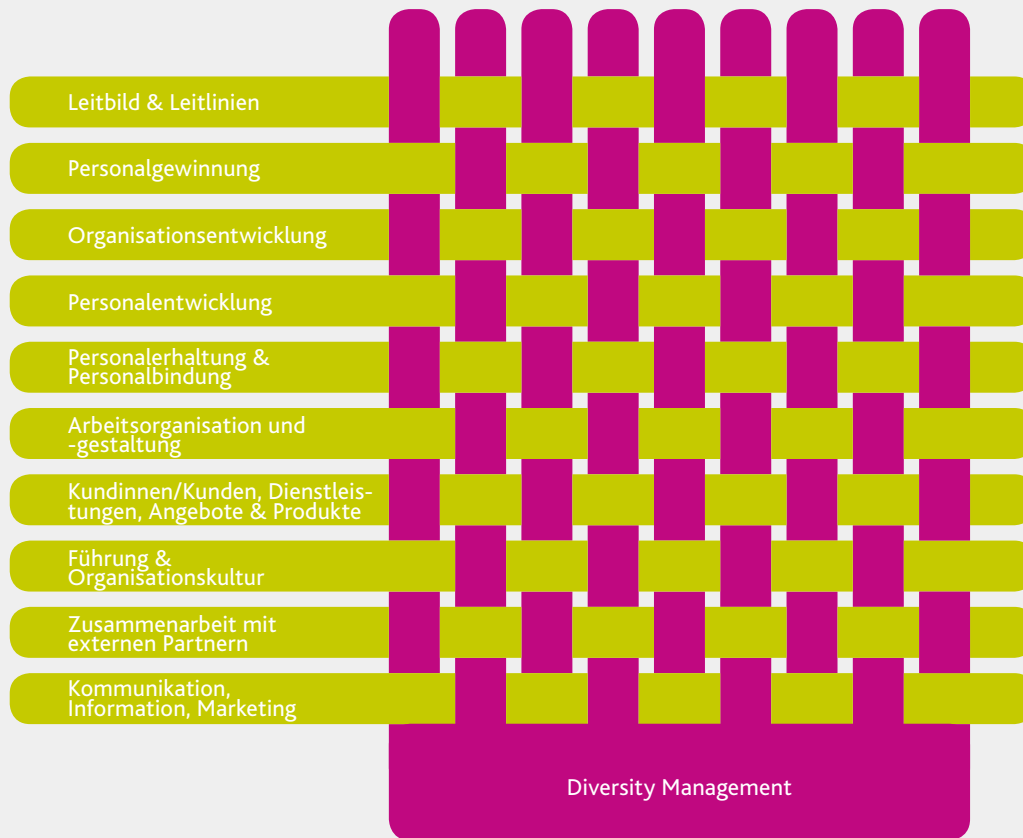 Leitbild & Leitlinien
Personalgewinnung
Organisationsentwicklung
Personalentwicklung
Personalerhaltung &
Personalbindung
Arbeitsorganisation und
-gestaltung
Kundinnen/Kunden, Dienstleis-
tungen, Angebote & Produkte
Führung &
Organisationskultur
Zusammenarbeit mit
externen Partnern
Kommunikation,
Information, Marketing
Diversity Management